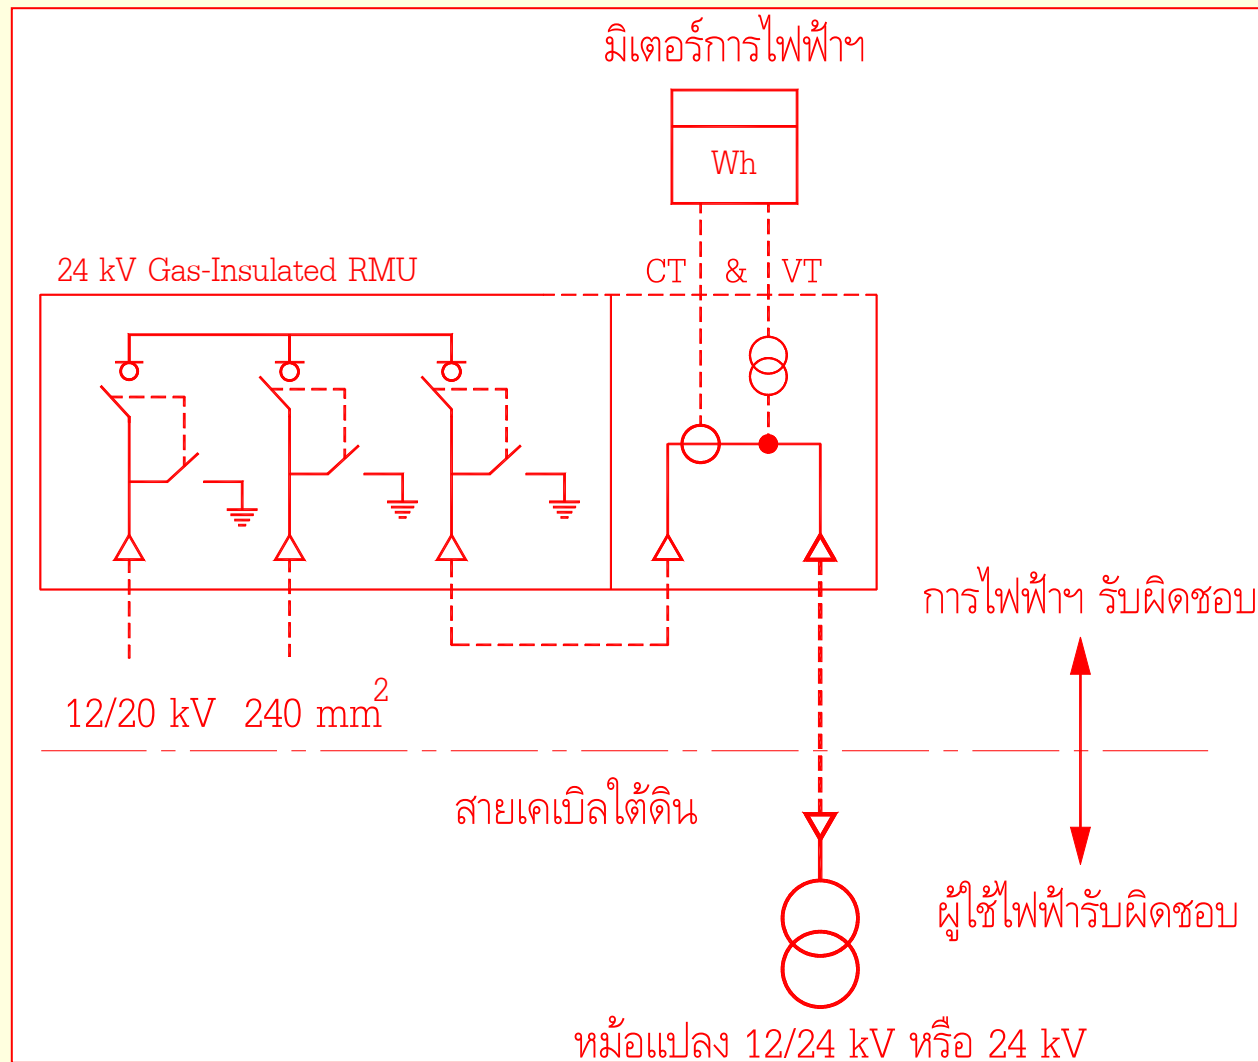 มิเตอร์การไฟฟ้าฯ
Wh
24 kV Gas-Insulated RMU
CT & VT
การไฟฟ้าฯ รับผิดชอบ
12/20 kV 240 mm²
สายเคเบิลใต้ดิน
ผู้ใช้ไฟฟ้ารับผิดชอบ
หม้อแปลง 12/24 kV หรือ 24 kV